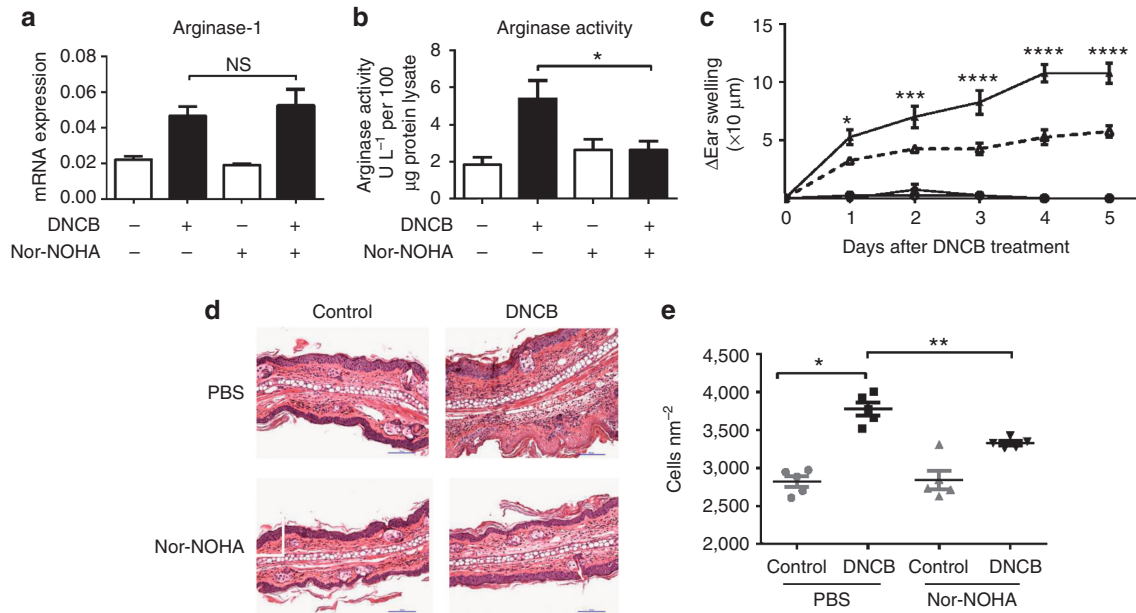 a
Arginase-1
mRNA expression
0.08
0.06
0.04
0.02
0.00
NS
DNCB – + – +
Nor-NOHA – – + +
b
Arginase activity
Arginase activity
U L⁻¹ per 100
μg protein lysate
8
6
4
2
0
*
DNCB – + – +
Nor-NOHA – – + +
c
ΔEar swelling
(×10 μm)
15
10
5
* *** **** **** ****
0 1 2 3 4 5
Days after DNCB treatment
d
Control DNCB
PBS
Nor-NOHA
e
Cells nm⁻²
4,500
4,000
3,500
3,000
2,500
2,000
* **
Control DNCB Control DNCB
PBS Nor-NOHA